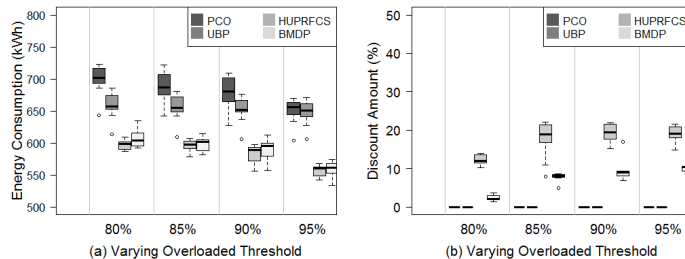 PCO HUPRFCS
UBP BMDP
Energy Consumption (kWh)
800
750
700
650
600
550
500
80% 85% 90% 95%
(a) Varying Overloaded Threshold
PCO HUPRFCS
UBP BMDP
Discount Amount (%)
50
40
30
20
10
0
80% 85% 90% 95%
(b) Varying Overloaded Threshold